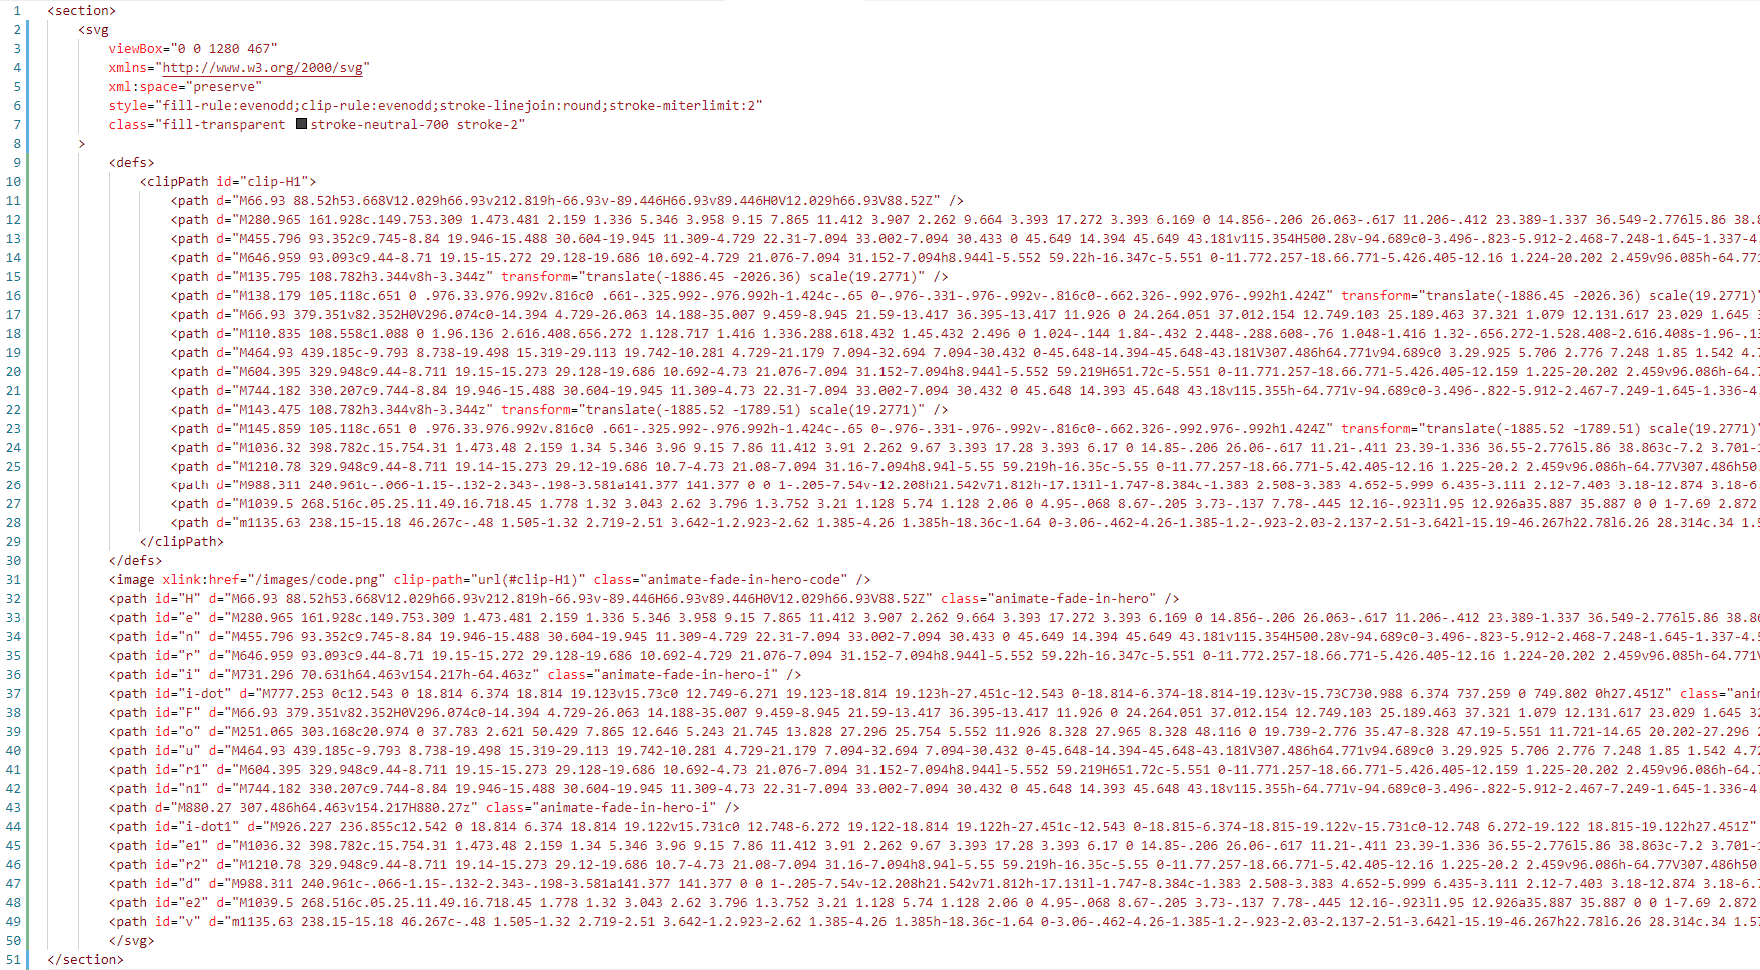 1 <section>
2 <svg
3 viewBox="0 0 1280 467"
4 xmlns="http://www.w3.org/2000/svg"
5 xml:space="preserve"
6 style="fill-rule:evenodd;clip-rule:evenodd;stroke-linejoin:round;stroke-miterlimit:2"
7 class="fill-transparent stroke-neutral-700 stroke-2"
8 >
9 <defs>
10 <clipPath id="clip-H1">
11 <path d="M66.93 88.52h53.668V12.029h66.93v212.819h-66.93v-89.446H66.93v89.446H0V12.029h66.93V88.52Z" />
12 <path d="M280.965 161.928c.149.753.309 1.473.481 2.159 1.336 5.346 3.958 9.15 7.865 11.412 3.907 2.262 9.664 3.393 17.272 3.393 6.169 0 14.856-.206 26.063-.617 11.206-.412 23.389-1.337 36.549-2.776l5.86 38.8
13 <path d="M455.796 93.352c9.745-8.84 19.946-15.488 30.604-19.945 11.309-4.729 22.31-7.094 33.002-7.094 30.433 0 45.649 14.394 45.649 43.181v115.354H500.28v-94.689c0-3.496-.823-5.912-2.468-7.248-1.645-1.337-4.
14 <path d="M646.959 93.093c9.44-8.71 19.15-15.272 29.128-19.686 10.692-4.729 21.076-7.094 31.152-7.094h8.944l-5.552 59.22h-16.347c-5.551 0-11.772.257-18.66.771-5.426.405-12.16 1.224-20.202 2.459v96.085h-64.771
15 <path d="M135.795 108.782h3.344v8h-3.344z" transform="translate(-1886.45 -2026.36) scale(19.2771)" />
16 <path d="M138.179 105.118c.651 0 .976.33.976.992v.816c0 .661-.325.992-.976.992h-1.424c-.65 0-.976-.331-.976-.992v-.816c0-.662.326-.992.976-.992h1.424Z" transform="translate(-1886.45 -2026.36) scale(19.2771)"
17 <path d="M66.93 379.351v82.352H0V296.074c0-14.394 4.729-26.063 14.188-35.007 9.459-8.945 21.59-13.417 36.395-13.417 11.926 0 24.264.051 37.012.154 12.749.103 25.189.463 37.321 1.079 12.131.617 23.029 1.645
18 <path d="M110.835 108.558c1.088 0 1.96.136 2.616.408.656.272 1.128.717 1.416 1.336.288.618.432 1.45.432 2.496 0 1.024-.144 1.84-.432 2.448-.288.608-.76 1.048-1.416 1.32-.656.272-1.528.408-2.616.408s-1.96-.13
19 <path d="M464.93 439.185c-9.793 8.738-19.498 15.319-29.113 19.742-10.281 4.729-21.179 7.094-32.694 7.094-30.432 0-45.648-14.394-45.648-43.181V307.486h64.771v94.689c0 3.29.925 5.706 2.776 7.248 1.85 1.542 4.7
20 <path d="M604.395 329.948c9.44-8.711 19.15-15.273 29.128-19.686 10.692-4.73 21.076-7.094 31.152-7.094h8.944l-5.552 59.219H651.72c-5.551 0-11.771.257-18.66.771-5.426.405-12.159 1.225-20.202 2.459v96.086h-64.7
21 <path d="M744.182 330.207c9.744-8.84 19.946-15.488 30.604-19.945 11.309-4.73 22.31-7.094 33.002-7.094 30.432 0 45.648 14.393 45.648 43.18v115.355h-64.771v-94.689c0-3.496-.822-5.912-2.467-7.249-1.645-1.336-4.
22 <path d="M143.475 108.782h3.344v8h-3.344z" transform="translate(-1885.52 -1789.51) scale(19.2771)" />
23 <path d="M145.859 105.118c.651 0 .976.33.976.992v.816c0 .661-.325.992-.976.992h-1.424c-.65 0-.976-.331-.976-.992v-.816c0-.662.326-.992.976-.992h1.424Z" transform="translate(-1885.52 -1789.51) scale(19.2771)"
24 <path d="M1036.32 398.782c.15.754.31 1.473.48 2.159 1.34 5.346 3.96 9.15 7.86 11.412 3.91 2.262 9.67 3.393 17.28 3.393 6.17 0 14.85-.206 26.06-.617 11.21-.411 23.39-1.336 36.55-2.776l5.86 38.863c-7.2 3.701-1
25 <path d="M1210.78 329.948c9.44-8.711 19.14-15.273 29.12-19.686 10.7-4.73 21.08-7.094 31.16-7.094h8.94l-5.55 59.219h-16.35c-5.55 0-11.77.257-18.66.771-5.42.405-12.16 1.225-20.2 2.459v96.086h-64.77V307.486h50.
26 <path d="M988.311 240.961c-.066-1.15-.132-2.343-.198-3.581a141.377 141.377 0 0 1-.205-7.54v-12.208h21.542v71.812h-17.131l-1.747-8.384c-1.383 2.508-3.383 4.652-5.999 6.435-3.111 2.12-7.403 3.18-12.874 3.18-6.
27 <path d="M1039.5 268.516c.05.25.11.49.16.718.45 1.778 1.32 3.043 2.62 3.796 1.3.752 3.21 1.128 5.74 1.128 2.06 0 4.95-.068 8.67-.205 3.73-.137 7.78-.445 12.16-.923l1.95 12.926a35.887 35.887 0 0 1-7.69 2.872
28 <path d="m1135.63 238.15-15.18 46.267c-.48 1.505-1.32 2.719-2.51 3.642-1.2.923-2.62 1.385-4.26 1.385h-18.36c-1.64 0-3.06-.462-4.26-1.385-1.2-.923-2.03-2.137-2.51-3.642l-15.19-46.267h22.78l6.26 28.314c.34 1.5
29 </clipPath>
30 </defs>
31 <image xlink:href="/images/code.png" clip-path="url(#clip-H1)" class="animate-fade-in-hero-code" />
32 <path id="H" d="M66.93 88.52h53.668V12.029h66.93v212.819h-66.93v-89.446H66.93v89.446H0V12.029h66.93V88.52Z" class="animate-fade-in-hero" />
33 <path id="e" d="M280.965 161.928c.149.753.309 1.473.481 2.159 1.336 5.346 3.958 9.15 7.865 11.412 3.907 2.262 9.664 3.393 17.272 3.393 6.169 0 14.856-.206 26.063-.617 11.206-.412 23.389-1.337 36.549-2.776l5.86 38.86
34 <path id="n" d="M455.796 93.352c9.745-8.84 19.946-15.488 30.604-19.945 11.309-4.729 22.31-7.094 33.002-7.094 30.433 0 45.649 14.394 45.649 43.181v115.354H500.28v-94.689c0-3.496-.823-5.912-2.468-7.248-1.645-1.337-4.5
35 <path id="r" d="M646.959 93.093c9.44-8.71 19.15-15.272 29.128-19.686 10.692-4.729 21.076-7.094 31.152-7.094h8.944l-5.552 59.22h-16.347c-5.551 0-11.772.257-18.66.771-5.426.405-12.16 1.224-20.202 2.459v96.085h-64.771V
36 <path id="i" d="M731.296 70.631h64.463v154.217h-64.463z" class="animate-fade-in-hero-i" />
37 <path id="i-dot" d="M777.253 0c12.543 0 18.814 6.374 18.814 19.123v15.73c0 12.749-6.271 19.123-18.814 19.123h-27.451c-12.543 0-18.814-6.374-18.814-19.123v-15.73C730.988 6.374 737.259 0 749.802 0h27.451Z" class="ani
38 <path id="F" d="M66.93 379.351v82.352H0V296.074c0-14.394 4.729-26.063 14.188-35.007 9.459-8.945 21.59-13.417 36.395-13.417 11.926 0 24.264.051 37.012.154 12.749.103 25.189.463 37.321 1.079 12.131.617 23.029 1.645 32
39 <path id="o" d="M251.065 303.168c20.974 0 37.783 2.621 50.429 7.865 12.646 5.243 21.745 13.828 27.296 25.754 5.552 11.926 8.328 27.965 8.328 48.116 0 19.739-2.776 35.47-8.328 47.19-5.551 11.721-14.65 20.202-27.296 2
40 <path id="u" d="M464.93 439.185c-9.793 8.738-19.498 15.319-29.113 19.742-10.281 4.729-21.179 7.094-32.694 7.094-30.432 0-45.648-14.394-45.648-43.181V307.486h64.771v94.689c0 3.29.925 5.706 2.776 7.248 1.85 1.542 4.72
41 <path id="r1" d="M604.395 329.948c9.44-8.711 19.15-15.273 29.128-19.686 10.692-4.73 21.076-7.094 31.152-7.094h8.944l-5.552 59.219H651.72c-5.551 0-11.771.257-18.66.771-5.426.405-12.159 1.225-20.202 2.459v96.086h-64.7
42 <path id="n1" d="M744.182 330.207c9.744-8.84 19.946-15.488 30.604-19.945 11.309-4.73 22.31-7.094 33.002-7.094 30.432 0 45.648 14.393 45.648 43.18v115.355h-64.771v-94.689c0-3.496-.822-5.912-2.467-7.249-1.645-1.336-4.
43 <path d="M880.27 307.486h64.463v154.217H880.27z" class="animate-fade-in-hero-i" />
44 <path id="i-dot1" d="M926.227 236.855c12.542 0 18.814 6.374 18.814 19.122v15.731c0 12.748-6.272 19.122-18.814 19.122h-27.451c-12.543 0-18.815-6.374-18.815-19.122v-15.731c0-12.748 6.272-19.122 18.815-19.122h27.451Z"
45 <path id="e1" d="M1036.32 398.782c.15.754.31 1.473.48 2.159 1.34 5.346 3.96 9.15 7.86 11.412 3.91 2.262 9.67 3.393 17.28 3.393 6.17 0 14.85-.206 26.06-.617 11.21-.411 23.39-1.336 36.55-2.776l5.86 38.863c-7.2 3.701-1
46 <path id="r2" d="M1210.78 329.948c9.44-8.711 19.14-15.273 29.12-19.686 10.7-4.73 21.08-7.094 31.16-7.094h8.94l-5.55 59.219h-16.35c-5.55 0-11.77.257-18.66.771-5.42.405-12.16 1.225-20.2 2.459v96.086h-64.77V307.486h50.
47 <path id="d" d="M988.311 240.961c-.066-1.15-.132-2.343-.198-3.581a141.377 141.377 0 0 1-.205-7.54v-12.208h21.542v71.812h-17.131l-1.747-8.384c-1.383 2.508-3.383 4.652-5.999 6.435-3.111 2.12-7.403 3.18-12.874 3.18-6.7
48 <path id="e2" d="M1039.5 268.516c.05.25.11.49.16.718.45 1.778 1.32 3.043 2.62 3.796 1.3.752 3.21 1.128 5.74 1.128 2.06 0 4.95-.068 8.67-.205 3.73-.137 7.78-.445 12.16-.923l1.95 12.926a35.887 35.887 0 0 1-7.69 2.872
49 <path id="v" d="m1135.63 238.15-15.18 46.267c-.48 1.505-1.32 2.719-2.51 3.642-1.2.923-2.62 1.385-4.26 1.385h-18.36c-1.64 0-3.06-.462-4.26-1.385-1.2-.923-2.03-2.137-2.51-3.642l-15.19-46.267h22.78l6.26 28.314c.34 1.57
50 </svg>
51 </section>